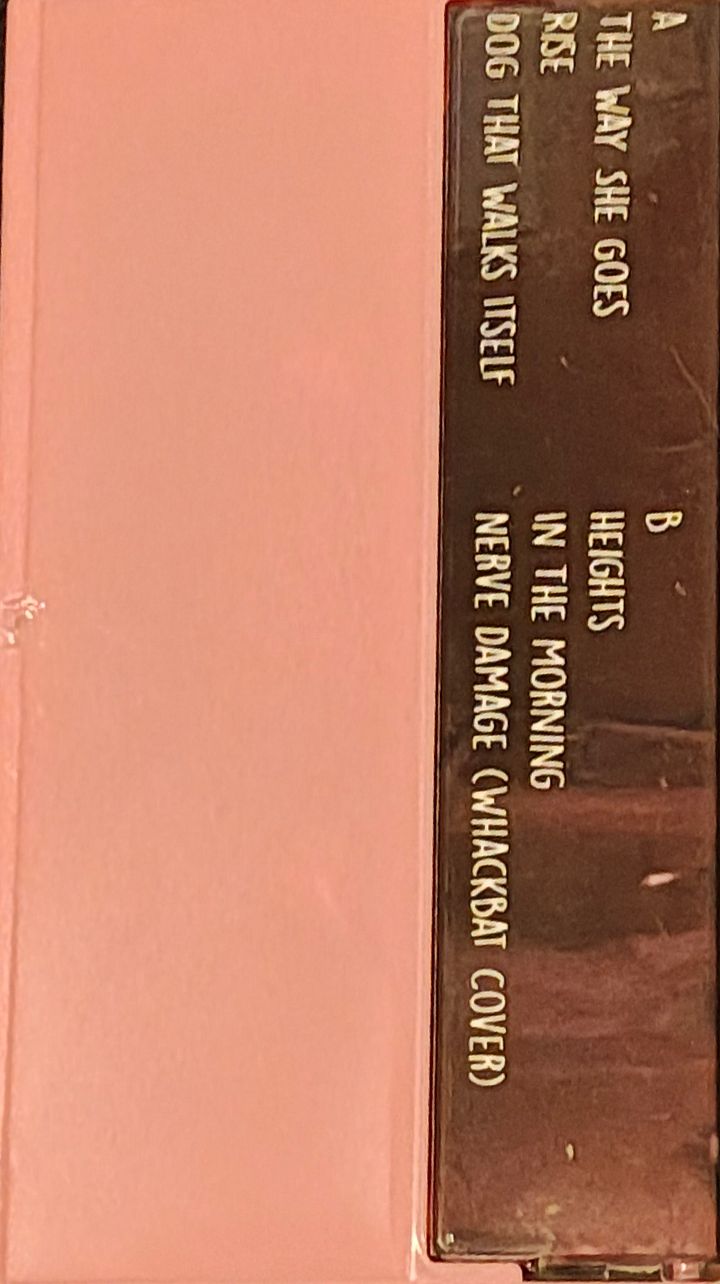 A
THE WAY SHE GOES
RISE
DOG THAT WALKS ITSELF
B
HEIGHTS
IN THE MORNING
NERVE DAMAGE (WHACKBAT COVER)